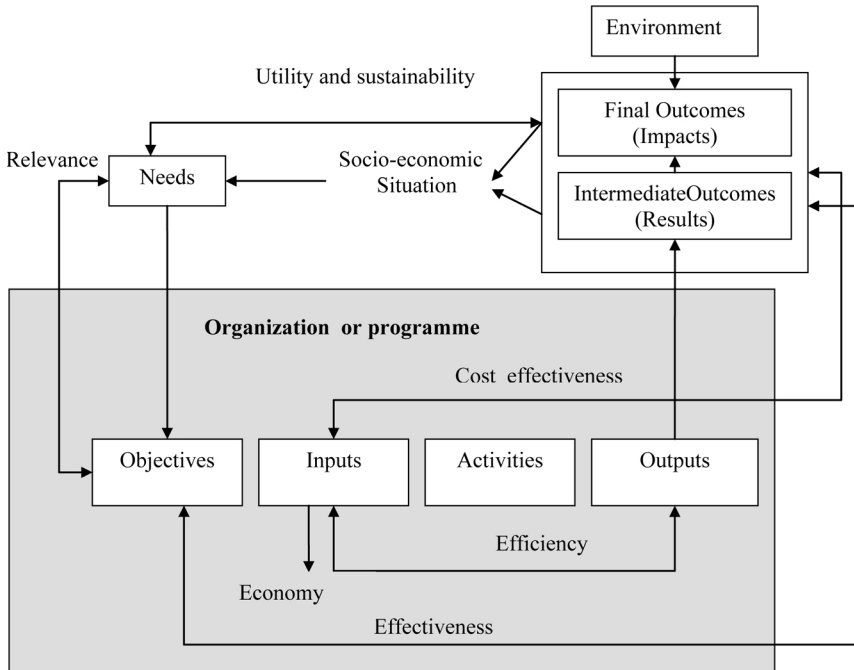 Environment
Utility and sustainability
Final Outcomes
(Impacts)
Relevance
Needs
Socio-economic
Situation
IntermediateOutcomes
(Results)
Organization or programme
Cost effectiveness
Objectives
Inputs
Activities
Outputs
Efficiency
Economy
Effectiveness